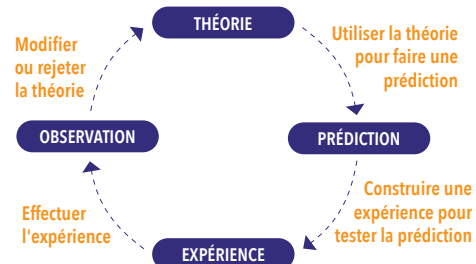 THÉORIE
Utiliser la théorie
pour faire une
prédiction
PRÉDICTION
Construire une
expérience pour
tester la prédiction
EXPÉRIENCE
Effectuer
l'expérience
OBSERVATION
Modifier
ou rejeter
la théorie